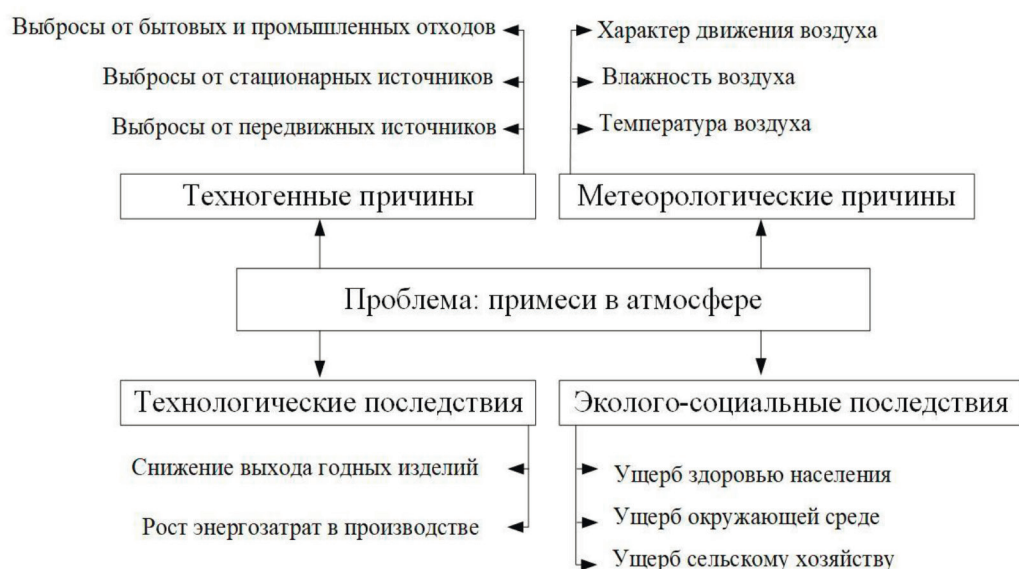 Выбросы от бытовых и промышленных отходов
Выбросы от стационарных источников
Выбросы от передвижных источников
Характер движения воздуха
Влажность воздуха
Температура воздуха
Техногенные причины
Метеорологические причины
Проблема: примеси в атмосфере
Технологические последствия
Эколого-социальные последствия
Снижение выхода годных изделий
Рост энергозатрат в производстве
Ущерб здоровью населения
Ущерб окружающей среде
Ущерб сельскому хозяйству